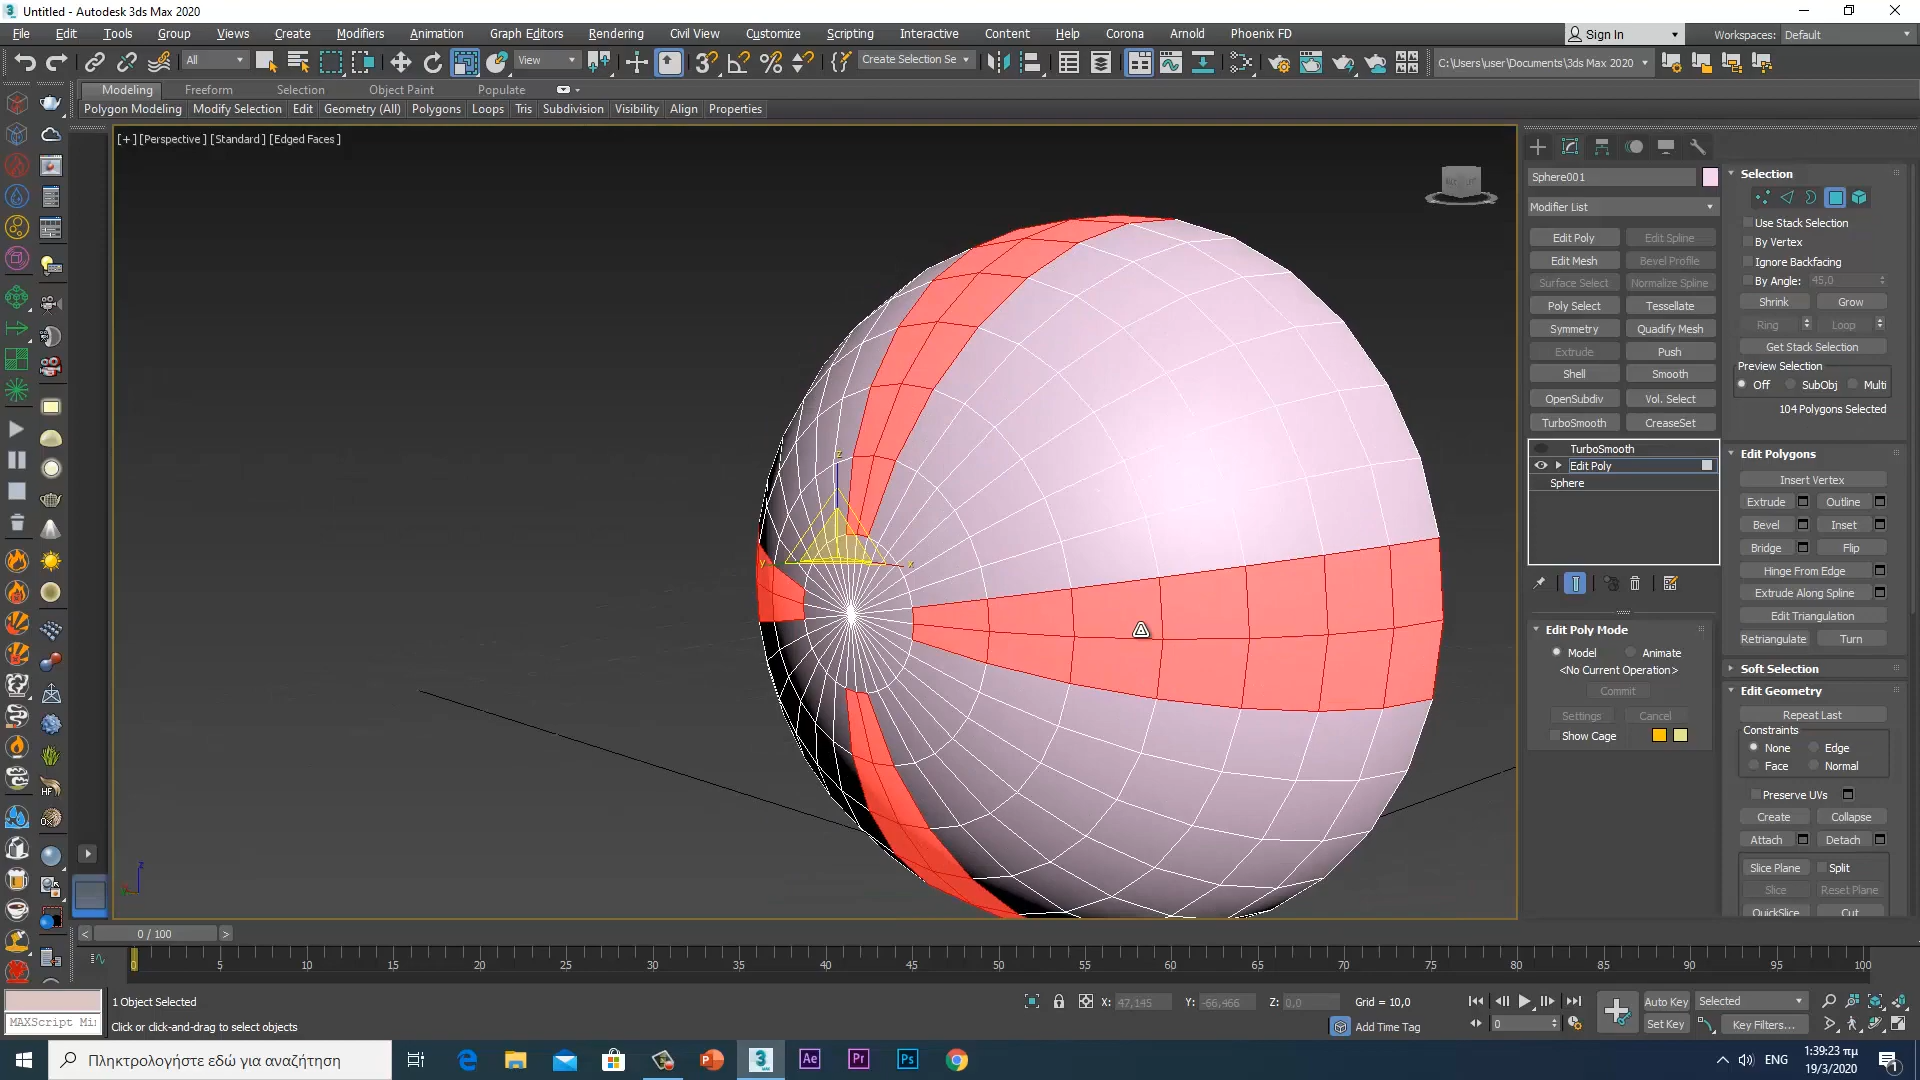 Untitled - Autodesk 3ds Max 2020
File Edit Tools Group Views Create Modifiers Animation Graph Editors Rendering Civil View Customize Scripting Interactive Content Help Corona Arnold Phoenix FD
Sign In Workspaces: Default
All View Create Selection Se C:\Users\user\Documents\3ds Max 2020
Modeling Freeform Selection Object Paint Populate
Polygon Modeling Modify Selection Edit Geometry (All) Polygons Loops Tris Subdivision Visibility Align Properties
[+] [Perspective ] [Standard ] [Edged Faces ]
z
y
x
z
Sphere001
Modifier List
Edit Poly Edit Spline
Edit Mesh Bevel Profile
Surface Select Normalize Spline
Poly Select Tessellate
Symmetry Quadify Mesh
Extrude Push
Shell Smooth
OpenSubdiv Vol. Select
TurboSmooth CreaseSet
TurboSmooth
Edit Poly
Sphere
Edit Poly Mode
Model Animate
<No Current Operation>
Commit
Settings Cancel
Show Cage
Selection
Use Stack Selection
By Vertex
Ignore Backfacing
By Angle: 45,0
Shrink Grow
Ring Loop
Get Stack Selection
Preview Selection
Off SubObj Multi
104 Polygons Selected
Edit Polygons
Insert Vertex
Extrude Outline
Bevel Inset
Bridge Flip
Hinge From Edge
Extrude Along Spline
Edit Triangulation
Retriangulate Turn
Soft Selection
Edit Geometry
Repeat Last
Constraints
None Edge
Face Normal
Preserve UVs
Create Collapse
Attach Detach
Slice Plane Split
Slice Reset Plane
QuickSlice Cut
< 0 / 100 >
0 5 10 15 20 25 30 35 40 45 50 55 60 65 70 75 80 85 90 95 100
1 Object Selected X: 47,145 Y: -66,466 Z: 0,0 Grid = 10,0
Auto Key Selected
MAXScript Mi
Click or click-and-drag to select objects
Add Time Tag
0
Set Key Key Filters...
Πληκτρολογήστε εδώ για αναζήτηση
Ae Pr Ps
ENG
1:39:23 πμ
19/3/2020